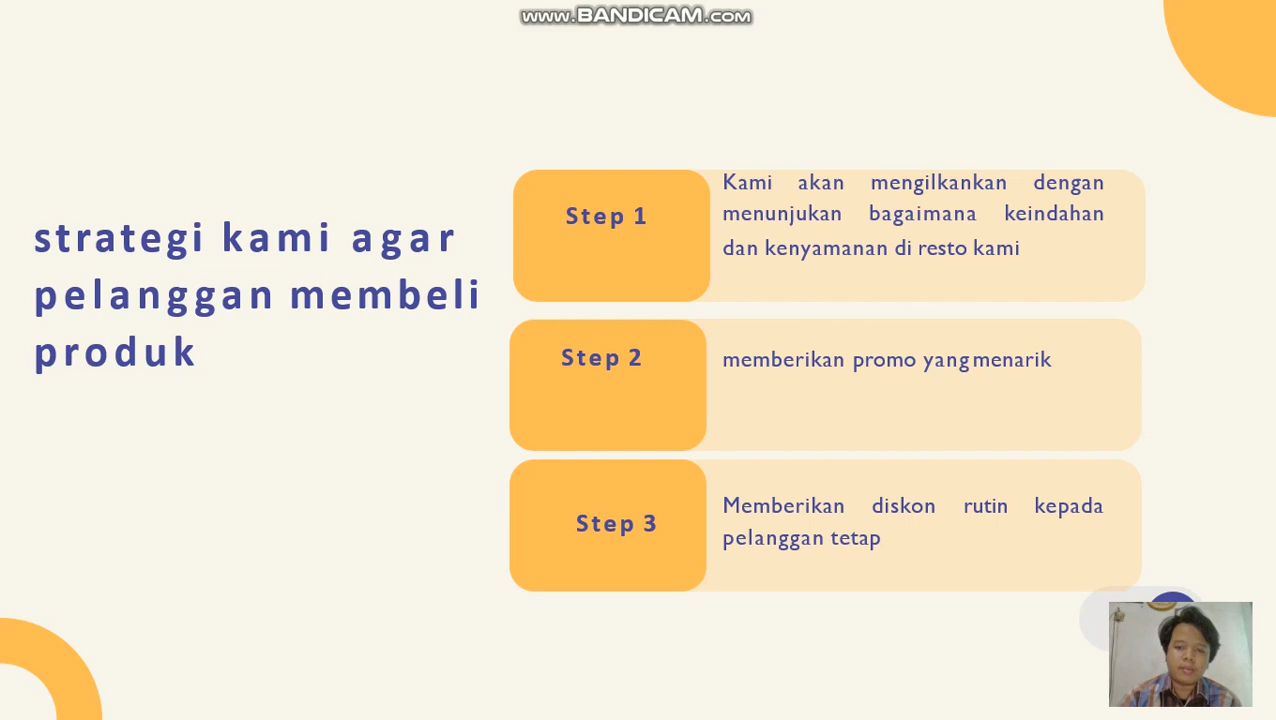 www.BANDICAM.com
strategi kami agar
pelanggan membeli
produk
Step 1
Kami akan mengilkankan dengan
menunjukan bagaimana keindahan
dan kenyamanan di resto kami
Step 2
memberikan promo yang menarik
Step 3
Memberikan diskon rutin kepada
pelanggan tetap